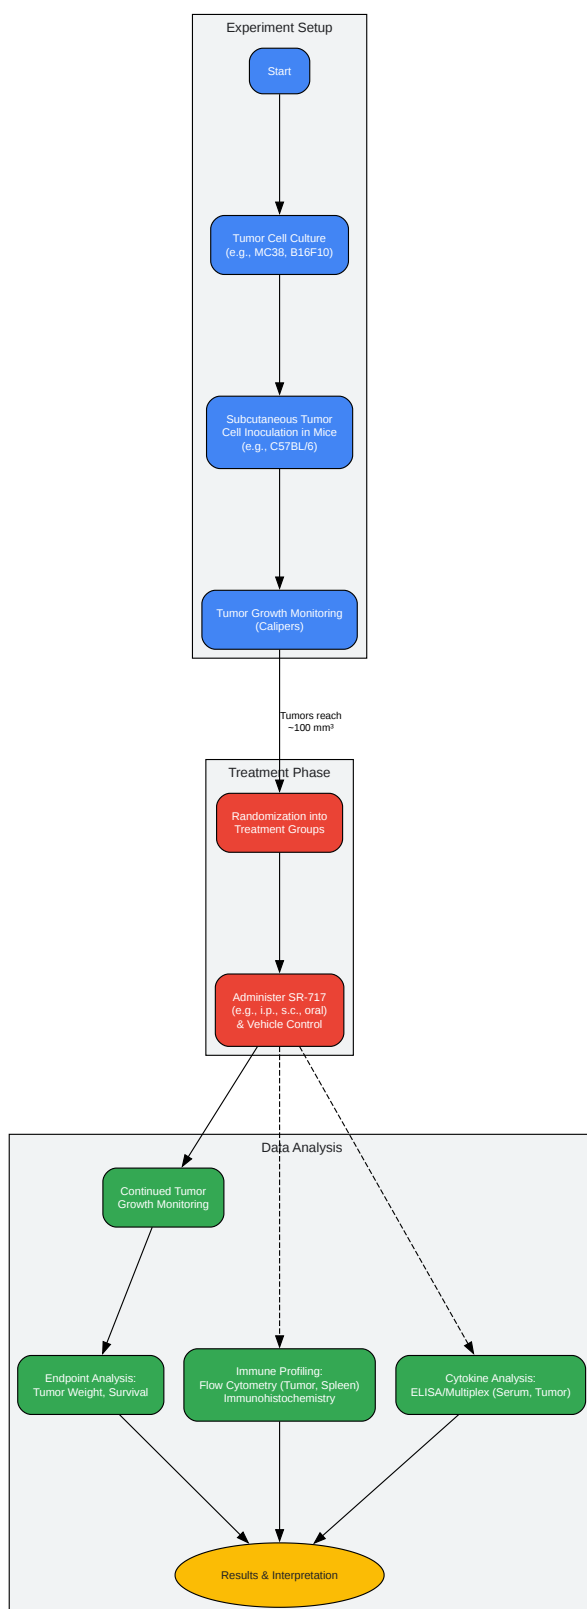 Experiment Setup
Start
Tumor Cell Culture
(e.g., MC38, B16F10)
Subcutaneous Tumor
Cell Inoculation in Mice
(e.g., C57BL/6)
Tumor Growth Monitoring
(Calipers)
Tumors reach
~100 mm³
Treatment Phase
Randomization into
Treatment Groups
Administer SR-717
(e.g., i.p., s.c., oral)
& Vehicle Control
Data Analysis
Continued Tumor
Growth Monitoring
Endpoint Analysis:
Tumor Weight, Survival
Immune Profiling:
Flow Cytometry (Tumor, Spleen)
Immunohistochemistry
Cytokine Analysis:
ELISA/Multiplex (Serum, Tumor)
Results & Interpretation